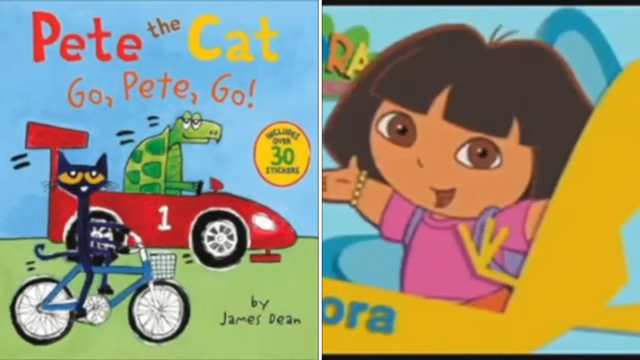 Pete the Cat
Go, Pete, Go!
INCLUDES
OVER
30
STICKERS
1
by
James Dean
ora